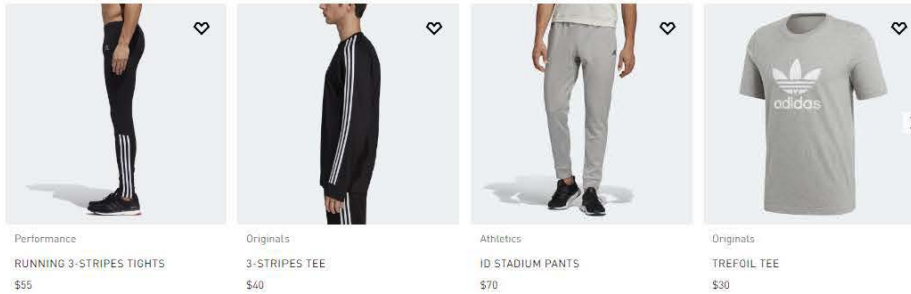 adidas
Performance
RUNNING 3-STRIPES TIGHTS
$55
Originals
3-STRIPES TEE
$40
Athletics
ID STADIUM PANTS
$70
Originals
TREFOIL TEE
$30